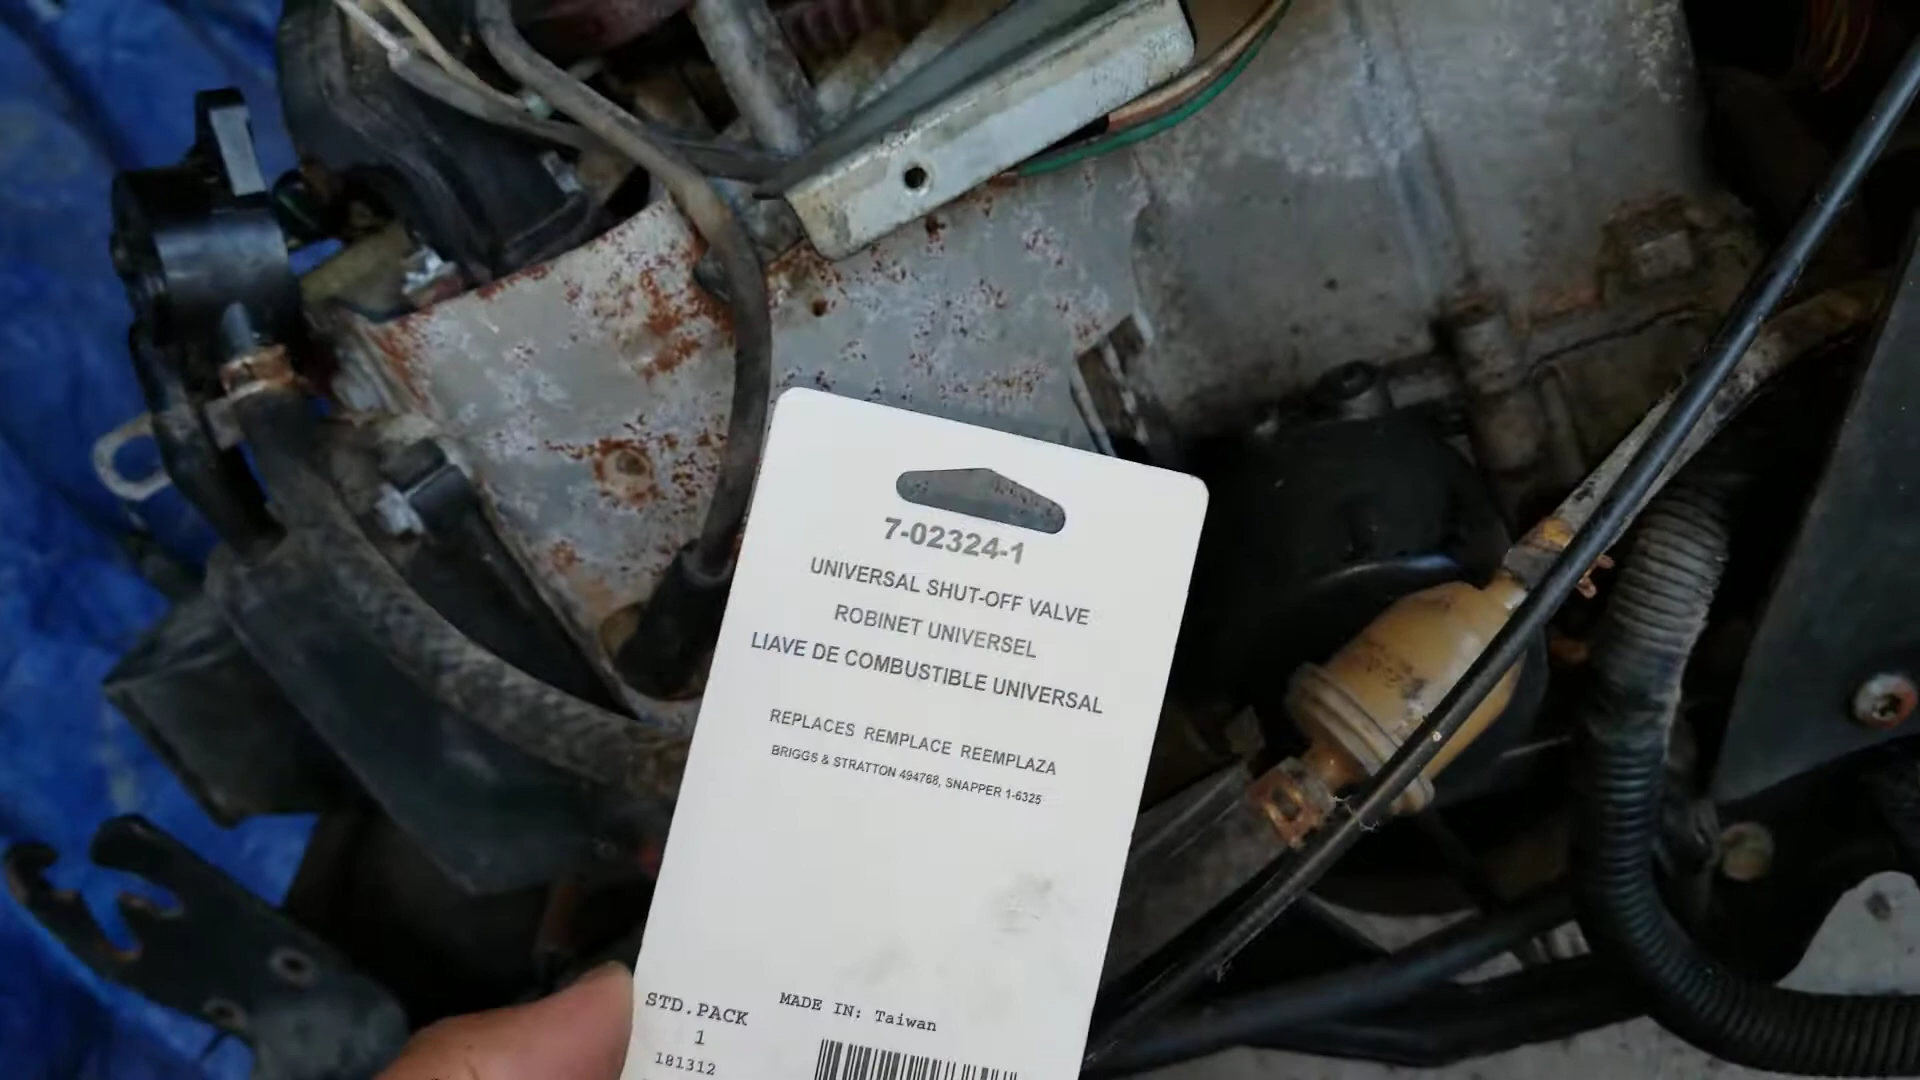 7-02324-1
UNIVERSAL SHUT-OFF VALVE
ROBINET UNIVERSEL
LIAVE DE COMBUSTIBLE UNIVERSAL
REPLACES REMPLACE REEMPLAZA
BRIGGS & STRATTON 494768, SNAPPER 1-6325
STD.PACK
1
181312
MADE IN: Taiwan